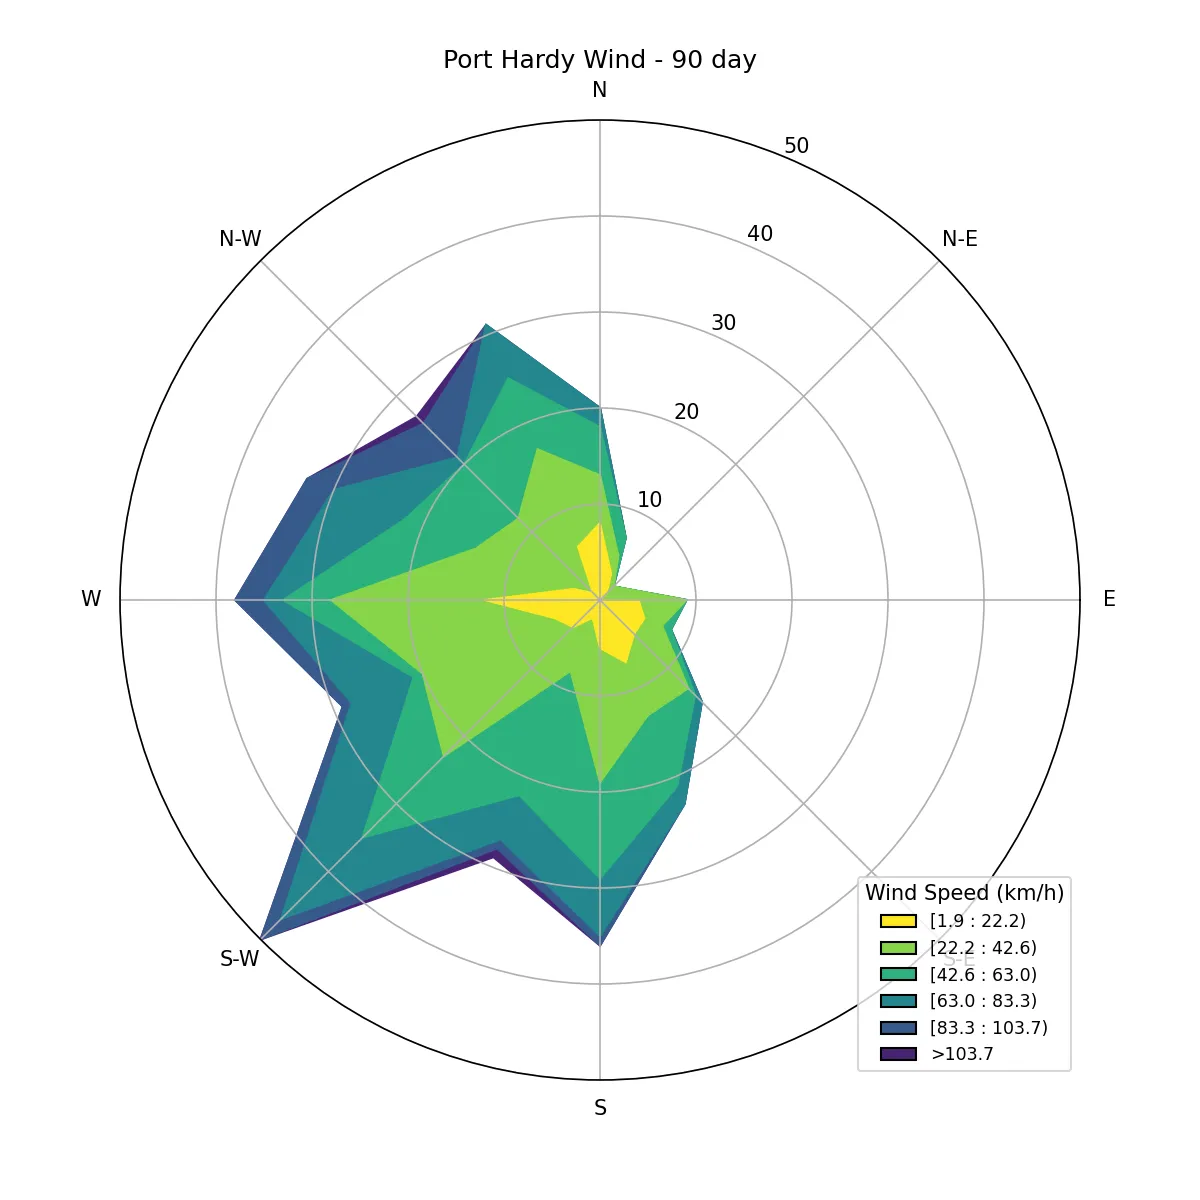 Port Hardy Wind - 90 day
N
50
N-W
40
N-E
30
20
10
W
E
Wind Speed (km/h)
[1.9 : 22.2)
[22.2 : 42.6)
S-W
S-E
[42.6 : 63.0)
[63.0 : 83.3)
[83.3 : 103.7)
>103.7
S